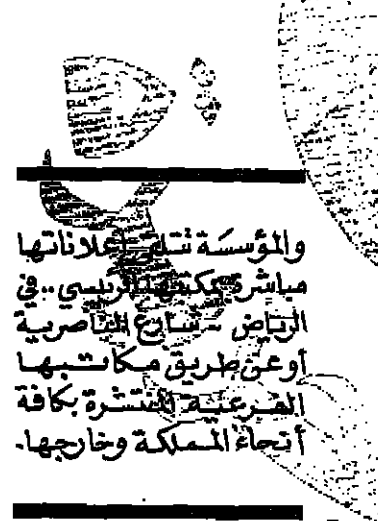 والمؤسسة تتلقى إعلاناتها
مباشرة بمكتبها الرئيسي .. في
الرياض - شارع الناصرية
أو عن طريق مكاتبها
الفرعية المنتشرة بكافة
أنحاء المملكة وخارجها.